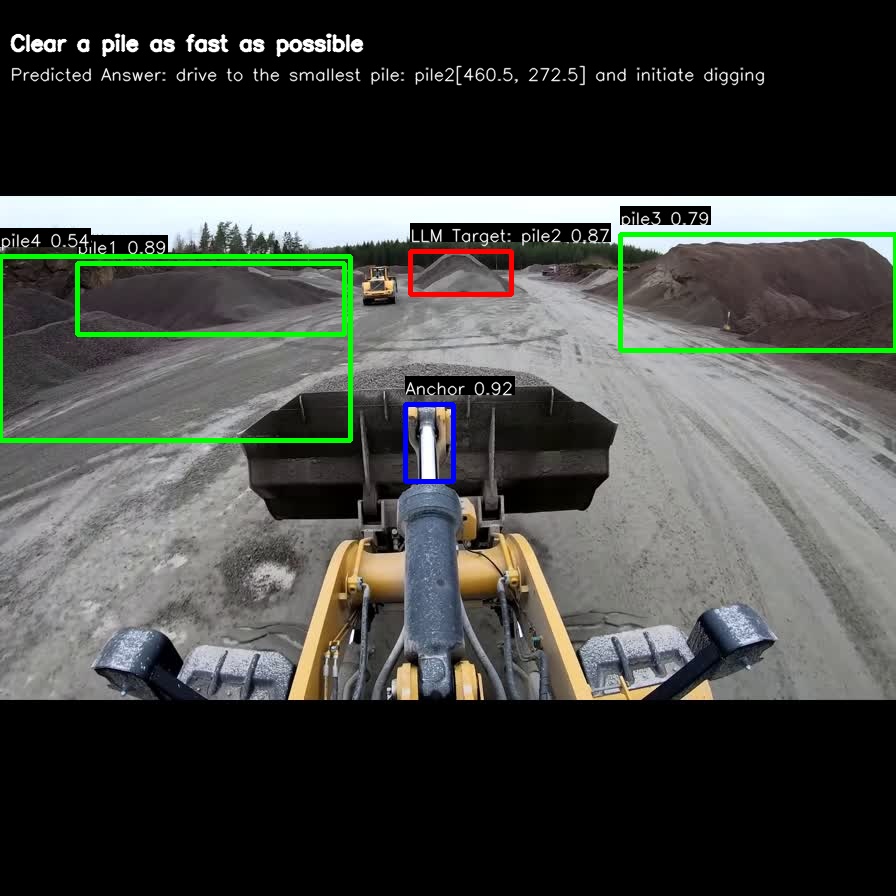 Clear a pile as fast as possible
Predicted Answer: drive to the smallest pile: pile2[460.5, 272.5] and initiate digging
pile3 0.79
LLM Target: pile2 0.87
pile4 0.54
pile1 0.89
Anchor 0.92